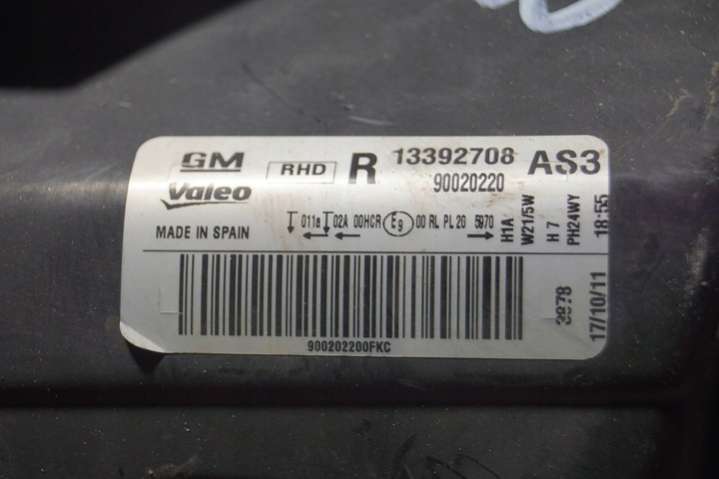 GM RHD R 13392708 AS3
Valeo 90020220
MADE IN SPAIN 011a 02A 00HCR E9 00 RL PL 20 5970
H1A
W21/5W
H7
PH24WY
18:55
3978
17/10/11
900202200FKC